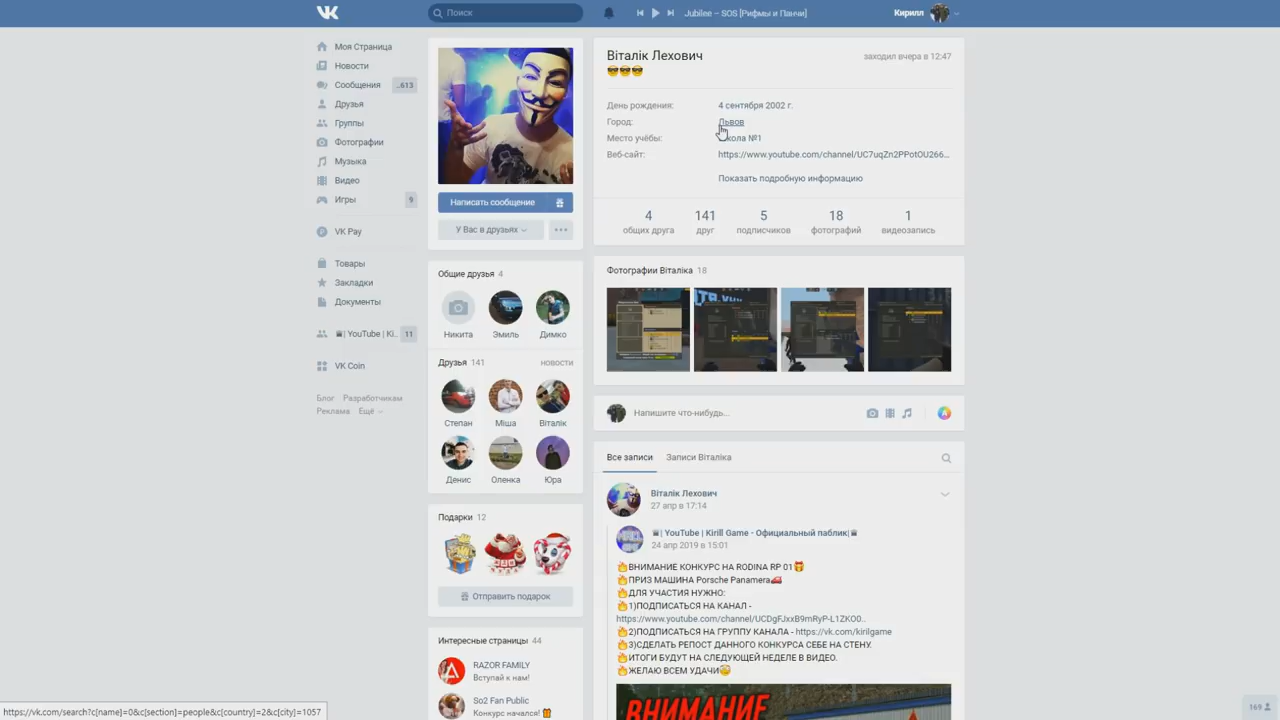 Поиск
Jubilee – SOS [Рифмы и Панчи]
Кирилл
Моя Страница
Новости
Сообщения
..613
Друзья
Группы
Фотографии
Музыка
Видео
Игры
9
VK Pay
Товары
Закладки
Документы
YouTube | Ki..
11
VK Coin
Блог Разработчикам
Реклама Ещё
Написать сообщение
У Вас в друзьях
Общие друзья 4
Никита Эмиль Димко
Друзья 141 новости
Степан Міша Віталік
Денис Оленка Юра
Подарки 12
Отправить подарок
Интересные страницы 44
RAZOR FAMILY
Вступай к нам!
So2 Fan Public
Конкурс начался!
Віталік Лехович
заходил вчера в 12:47
День рождения: 4 сентября 2002 г.
Город: Львов
Место учёбы: Школа №1
Веб-сайт: https://www.youtube.com/channel/UC7uqZn2PPotOU266...
Показать подробную информацию
4 141 5 18 1
общих друга друг подписчиков фотографий видеозапись
Фотографии Віталіка 18
Напишите что-нибудь...
Все записи Записи Віталіка
Віталік Лехович
27 апр в 17:14
| YouTube | Kirill Game - Официальный паблик|
24 апр 2019 в 15:01
ВНИМАНИЕ КОНКУРС НА RODINA RP 01
ПРИЗ МАШИНА Porsche Panamera
ДЛЯ УЧАСТИЯ НУЖНО:
1)ПОДПИСАТЬСЯ НА КАНАЛ -
https://www.youtube.com/channel/UCDgFJxxB9mRyP-L1ZKO0..
2)ПОДПИСАТЬСЯ НА ГРУППУ КАНАЛА - https://vk.com/kirilgame
3)СДЕЛАТЬ РЕПОСТ ДАННОГО КОНКУРСА СЕБЕ НА СТЕНУ.
ИТОГИ БУДУТ НА СЛЕДУЮЩЕЙ НЕДЕЛЕ В ВИДЕО.
ЖЕЛАЮ ВСЕМ УДАЧИ
ВНИМАНИЕ
https://vk.com/search?c[name]=0&c[section]=people&c[country]=2&c[city]=1057
169